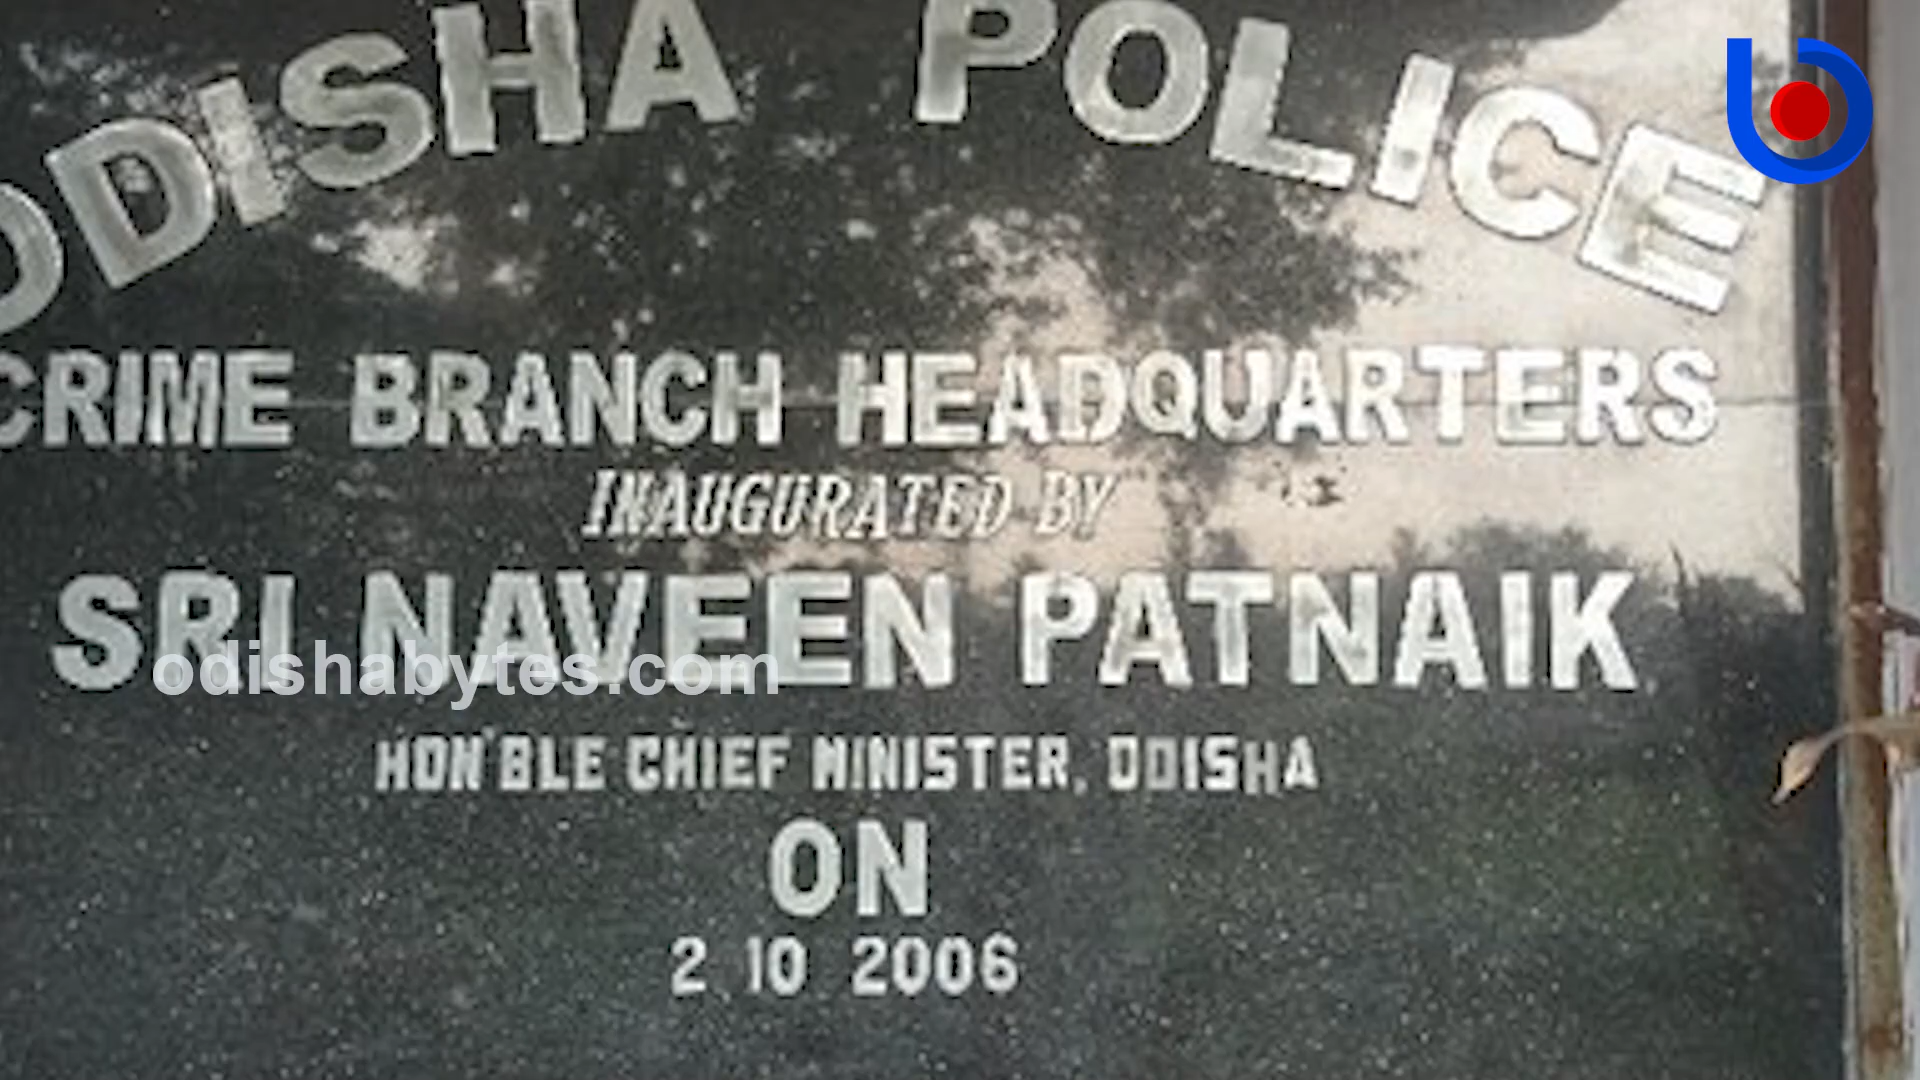 ODISHA POLICE
CRIME BRANCH HEADQUARTERS
INAUGURATED BY
SRI NAVEEN PATNAIK
odishabytes.com
HON'BLE CHIEF MINISTER, ODISHA
ON
2 10 2006